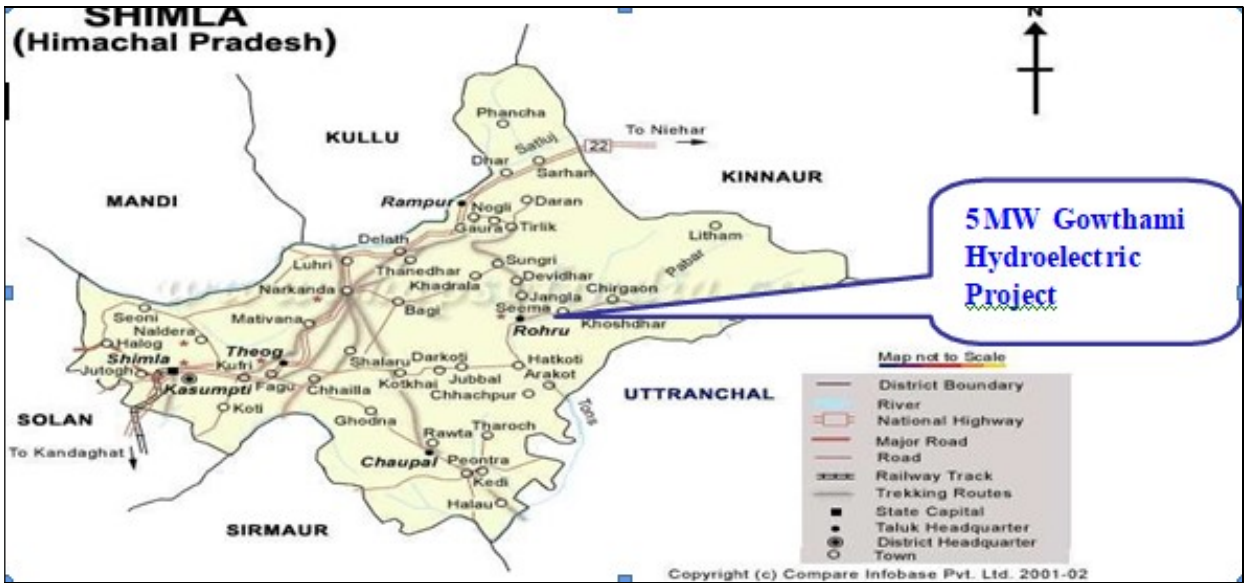 SHIMLA
(Himachal Pradesh)
N
KULLU
MANDI
KINNAUR
Phancha
To Niehar
22
Satluj
Dhar
Sarhan
Rampur
Nogli
Daran
Gaura
Tirlik
Litham
Pabar
Delath
Luhri
Thanedhar
Sungri
Khadrala
Devidhar
Narkanda
Jangla
Chirgaon
Seoni
Bagi
Seema
Khoshdhar
Naldera
Mativana
Rohru
Halog
Shimla
Theog
Shalaru
Darkoti
Hatkoti
Jutogh
Kufri
Kotkhai
Jubbal
Arakot
Kasumpti
Fagu
Chhailla
Chhachpur
UTTRANCHAL
SOLAN
Koti
Ghodna
Tons
Rawta
Tharoch
To Kandaghat
Chaupal
Peontra
Kedi
Halau
SIRMAUR
5MW Gowthami
Hydroelectric
Project
Map not to Scale
District Boundary
River
National Highway
Major Road
Road
Railway Track
Trekking Routes
State Capital
Taluk Headquarter
District Headquarter
Town
Copyright (c) Compare Infobase Pvt. Ltd. 2001-02